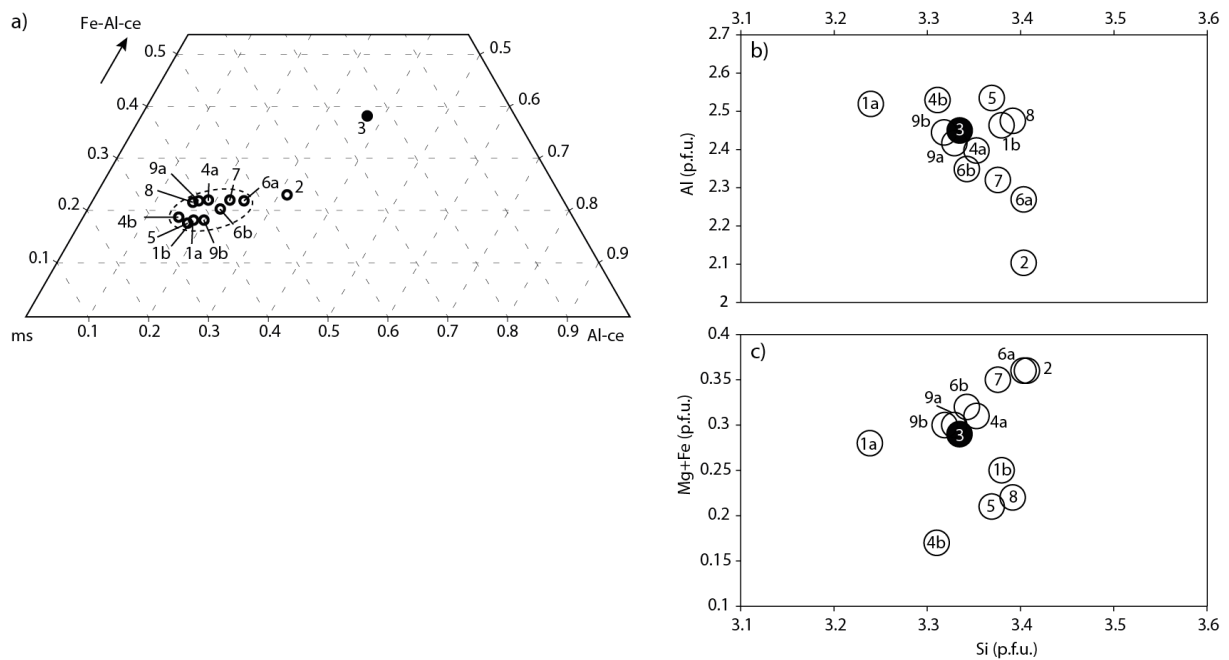 a)
Fe-Al-ce
0.5
0.4
0.3
0.2
0.1
0.5
0.6
0.7
0.8
0.9
3
9a 4a 7 6a 2
8
4b
5
1b 1a 9b 6b
ms 0.1 0.2 0.3 0.4 0.5 0.6 0.7 0.8 0.9 Al-ce
3.1 3.2 3.3 3.4 3.5 3.6
b)
Al (p.f.u.)
2.7
2.6
2.5
2.4
2.3
2.2
2.1
2
1a 4b 5 8
9b 3 1b
9a 4a
6b 7
6a
2
c)
Mg+Fe (p.f.u.)
0.4
0.35
0.3
0.25
0.2
0.15
0.1
6a 2
7
6b
9a
9b 3 4a
1a
1b
8
5
4b
3.1 3.2 3.3 3.4 3.5 3.6
Si (p.f.u.)